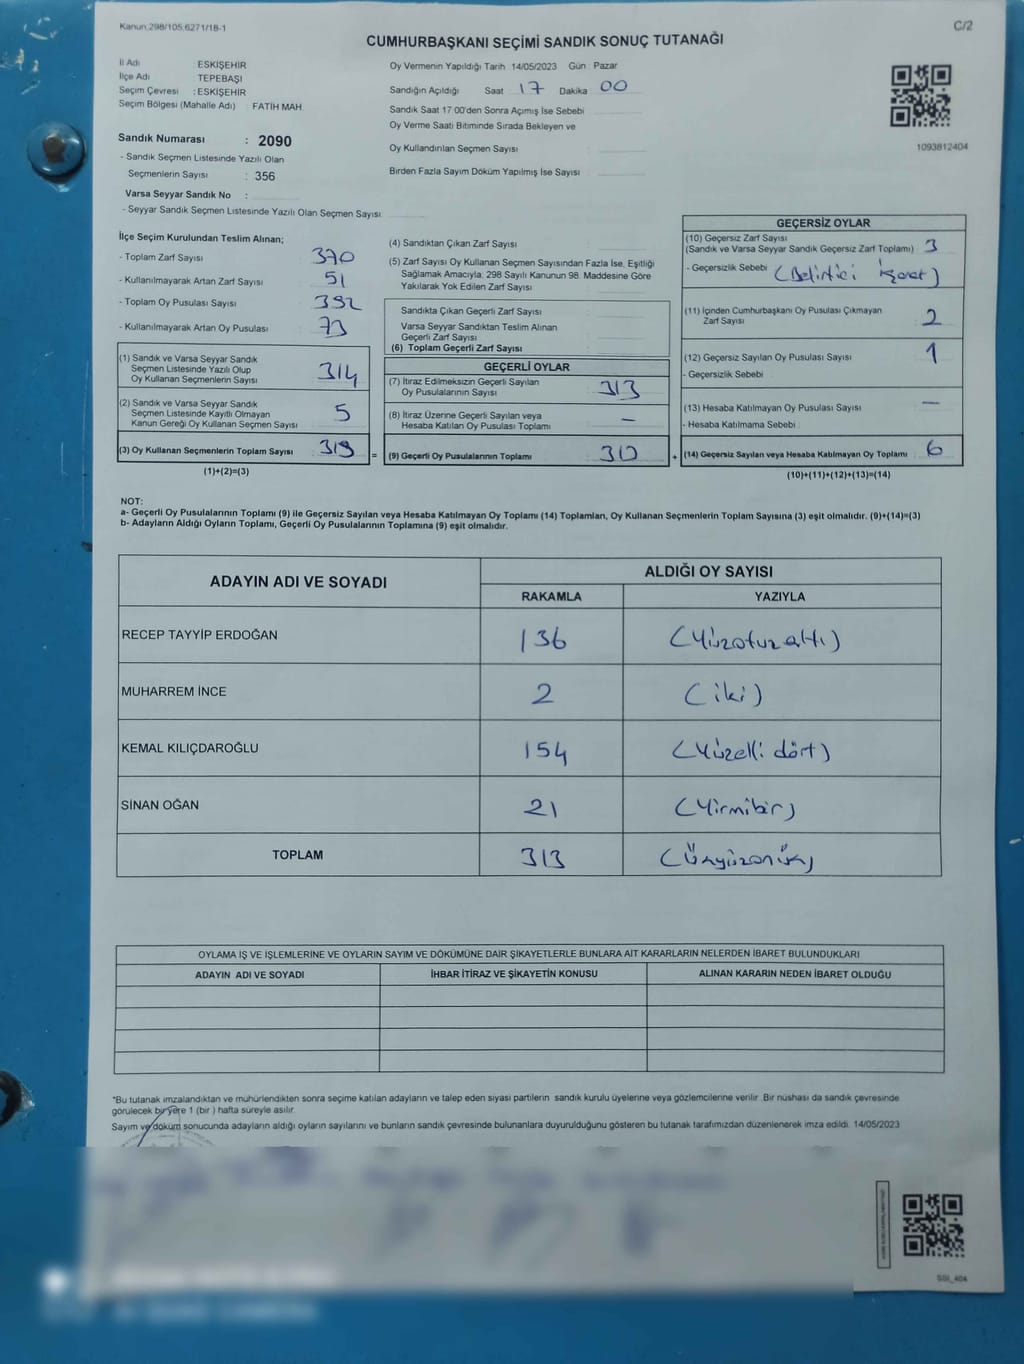 Kanun.298/105.6271/18-1
C/2
CUMHURBAŞKANI SEÇİMİ SANDIK SONUÇ TUTANAĞI
İl Adı ESKİŞEHİR
İlçe Adı TEPEBAŞI
Seçim Çevresi : ESKİŞEHİR
Seçim Bölgesi (Mahalle Adı) : FATİH MAH.
Sandık Numarası : 2090
- Sandık Seçmen Listesinde Yazılı Olan
Seçmenlerin Sayısı : 356
Varsa Seyyar Sandık No :
- Seyyar Sandık Seçmen Listesinde Yazılı Olan Seçmen Sayısı
Oy Vermenin Yapıldığı Tarih 14/05/2023 Gün Pazar
Sandığın Açıldığı Saat 17 Dakika 00
Sandık Saat 17:00'den Sonra Açımış İse Sebebi
Oy Verme Saati Bitiminde Sırada Bekleyen ve
Oy Kullandırılan Seçmen Sayısı
Birden Fazla Sayım Döküm Yapılmış İse Sayısı
1093812404
İlçe Seçim Kurulundan Teslim Alınan;
- Toplam Zarf Sayısı : 370
- Kullanılmayarak Artan Zarf Sayısı : 51
- Toplam Oy Pusulası Sayısı : 392
- Kullanılmayarak Artan Oy Pusulası : 73
(1) Sandık ve Varsa Seyyar Sandık
Seçmen Listesinde Yazılı Olup
Oy Kullanan Seçmenlerin Sayısı : 314
(2) Sandık ve Varsa Seyyar Sandık
Seçmen Listesinde Kayıtlı Olmayan
Kanun Gereği Oy Kullanan Seçmen Sayısı : 5
(3) Oy Kullanan Seçmenlerin Toplam Sayısı : 319 =
(1)+(2)=(3)
(4) Sandıktan Çıkan Zarf Sayısı
(5) Zarf Sayısı Oy Kullanan Seçmen Sayısından Fazla İse, Eşitliği
Sağlamak Amacıyla; 298 Sayılı Kanunun 98. Maddesine Göre
Yakılarak Yok Edilen Zarf Sayısı
Sandıkta Çıkan Geçerli Zarf Sayısı
Varsa Seyyar Sandıktan Teslim Alınan
Geçerli Zarf Sayısı
(6) Toplam Geçerli Zarf Sayısı
GEÇERLİ OYLAR
(7) İtiraz Edilmeksizin Geçerli Sayılan
Oy Pusulalarının Sayısı : 313
(8) İtiraz Üzerine Geçerli Sayılan veya
Hesaba Katılan Oy Pusulası Toplamı —
(9) Geçerli Oy Pusulalarının Toplamı : 313 +
GEÇERSİZ OYLAR
(10) Geçersiz Zarf Sayısı
(Sandık ve Varsa Seyyar Sandık Geçersiz Zarf Toplamı) 3
- Geçersizlik Sebebi (Belirtici İşaret)
(11) İçinden Cumhurbaşkanı Oy Pusulası Çıkmayan
Zarf Sayısı 2
(12) Geçersiz Sayılan Oy Pusulası Sayısı 1
- Geçersizlik Sebebi
(13) Hesaba Katılmayan Oy Pusulası Sayısı —
- Hesaba Katılmama Sebebi
(14) Geçersiz Sayılan veya Hesaba Katılmayan Oy Toplamı : 6
(10)+(11)+(12)+(13)=(14)
NOT:
a- Geçerli Oy Pusulalarının Toplamı (9) ile Geçersiz Sayılan veya Hesaba Katılmayan Oy Toplamı (14) Toplamları, Oy Kullanan Seçmenlerin Toplam Sayısına (3) eşit olmalıdır. (9)+(14)=(3)
b- Adayların Aldığı Oyların Toplamı, Geçerli Oy Pusulalarının Toplamına (9) eşit olmalıdır.
ADAYIN ADI VE SOYADI
ALDIĞI OY SAYISI
RAKAMLA YAZIYLA
RECEP TAYYİP ERDOĞAN 136 (Yüzotuzaltı)
MUHARREM İNCE 2 (iki)
KEMAL KILIÇDAROĞLU 154 (Yüzelli dört)
SİNAN OĞAN 21 (Yirmibir)
TOPLAM 313 (Üçyüzonüç)
OYLAMA İŞ VE İŞLEMLERİNE VE OYLARIN SAYIM VE DÖKÜMÜNE DAİR ŞİKAYETLERLE BUNLARA AİT KARARLARIN NELERDEN İBARET BULUNDUKLARI
ADAYIN ADI VE SOYADI İHBAR İTİRAZ VE ŞİKAYETİN KONUSU ALINAN KARARIN NEDEN İBARET OLDUĞU
*Bu tutanak imzalandıktan ve mühürlendikten sonra seçime katılan adayların ve talep eden siyasi partilerin sandık kurulu üyelerine veya gözlemcilerine verilir. Bir nüshası da sandık çevresinde
görülecek bir yere 1 (bir) hafta süreyle asılır.
Sayım ve döküm sonucunda adayların aldığı oyların sayılarını ve bunların sandık çevresinde bulunanlara duyurulduğunu gösteren bu tutanak tarafımızdan düzenlenerek imza edildi. 14/05/2023
SSI_404